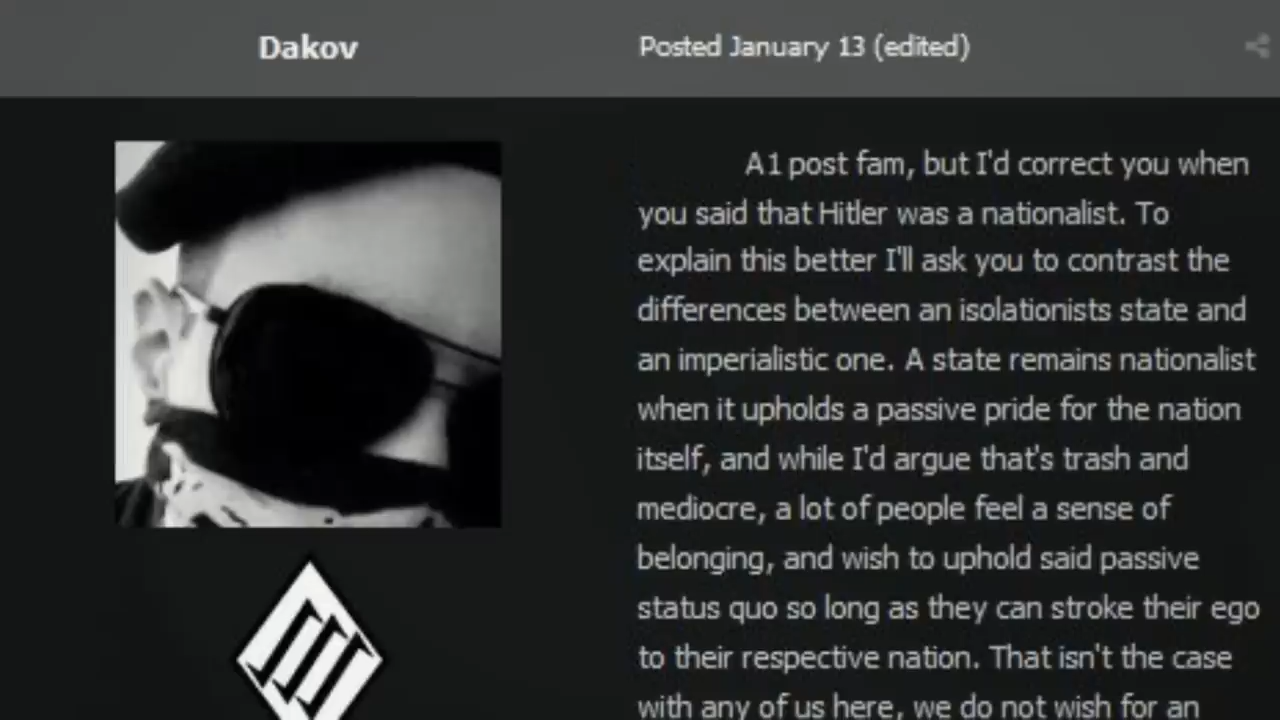 Dakov
Posted January 13 (edited)
A1 post fam, but I'd correct you when
you said that Hitler was a nationalist. To
explain this better I'll ask you to contrast the
differences between an isolationists state and
an imperialistic one. A state remains nationalist
when it upholds a passive pride for the nation
itself, and while I'd argue that's trash and
mediocre, a lot of people feel a sense of
belonging, and wish to uphold said passive
status quo so long as they can stroke their ego
to their respective nation. That isn't the case
with any of us here, we do not wish for an